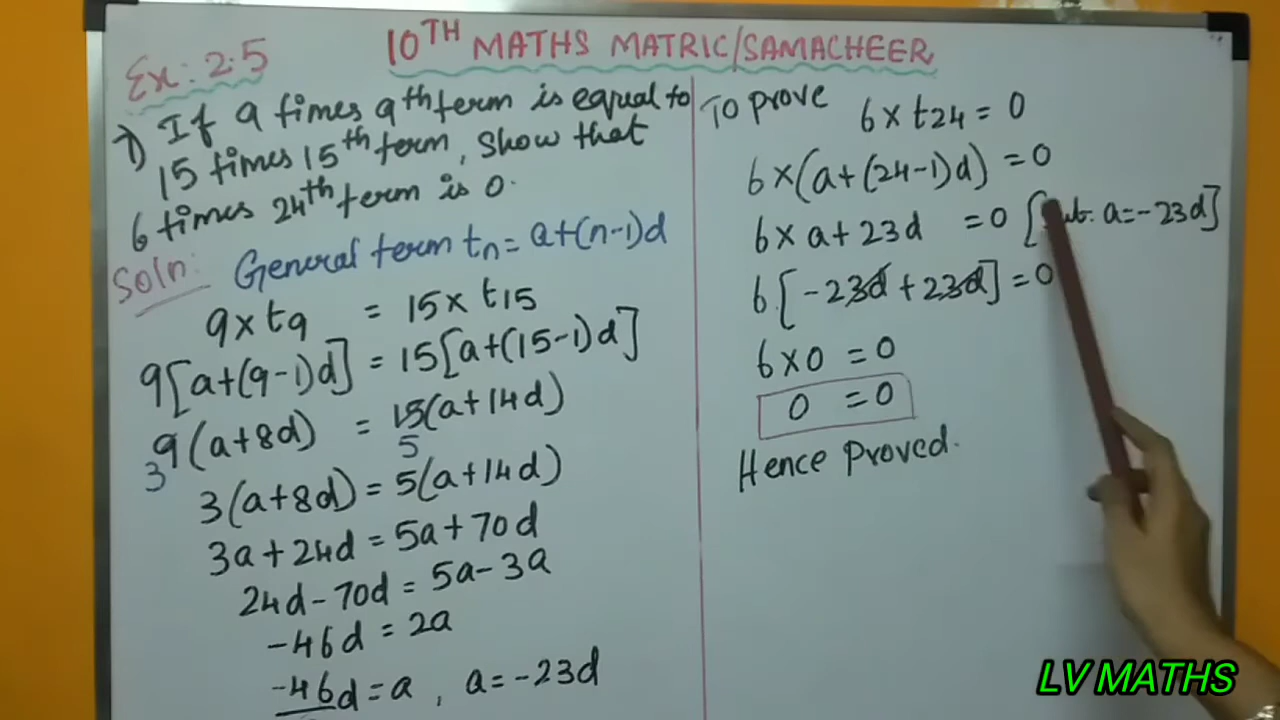 Ex: 2.5
10TH MATHS MATRIC/SAMACHEER
7) If 9 times 9th term is equal to
15 times 15th term, Show that
6 times 24th term is 0.
Soln:
General term tn = a+(n-1)d
9 x t9 = 15 x t15
9[a+(9-1)d] = 15[a+(15-1)d]
9(a+8d) = 15(a+14d)
3 5
3(a+8d) = 5(a+14d)
3a+24d = 5a+70d
24d-70d = 5a-3a
-46d = 2a
-46d = a , a=-23d
To prove
6 x t24 = 0
6x(a+(24-1)d) = 0
6x a+23d = 0 [ a=-23d]
6[-23d+23d] = 0
6x0 = 0
0 = 0
Hence Proved.
LV MATHS